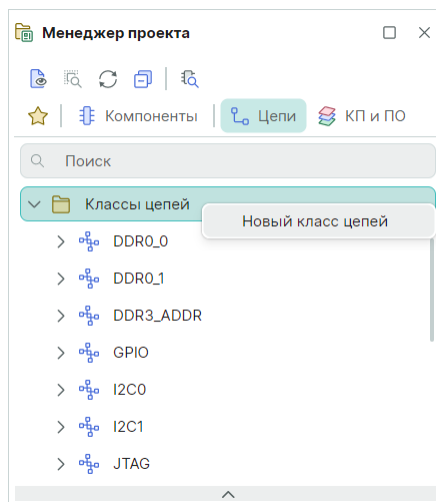 Менеджер проекта
Компоненты Цепи КП и ПО
Поиск
Классы цепей
Новый класс цепей
DDR0_0
DDR0_1
DDR3_ADDR
GPIO
I2C0
I2C1
JTAG